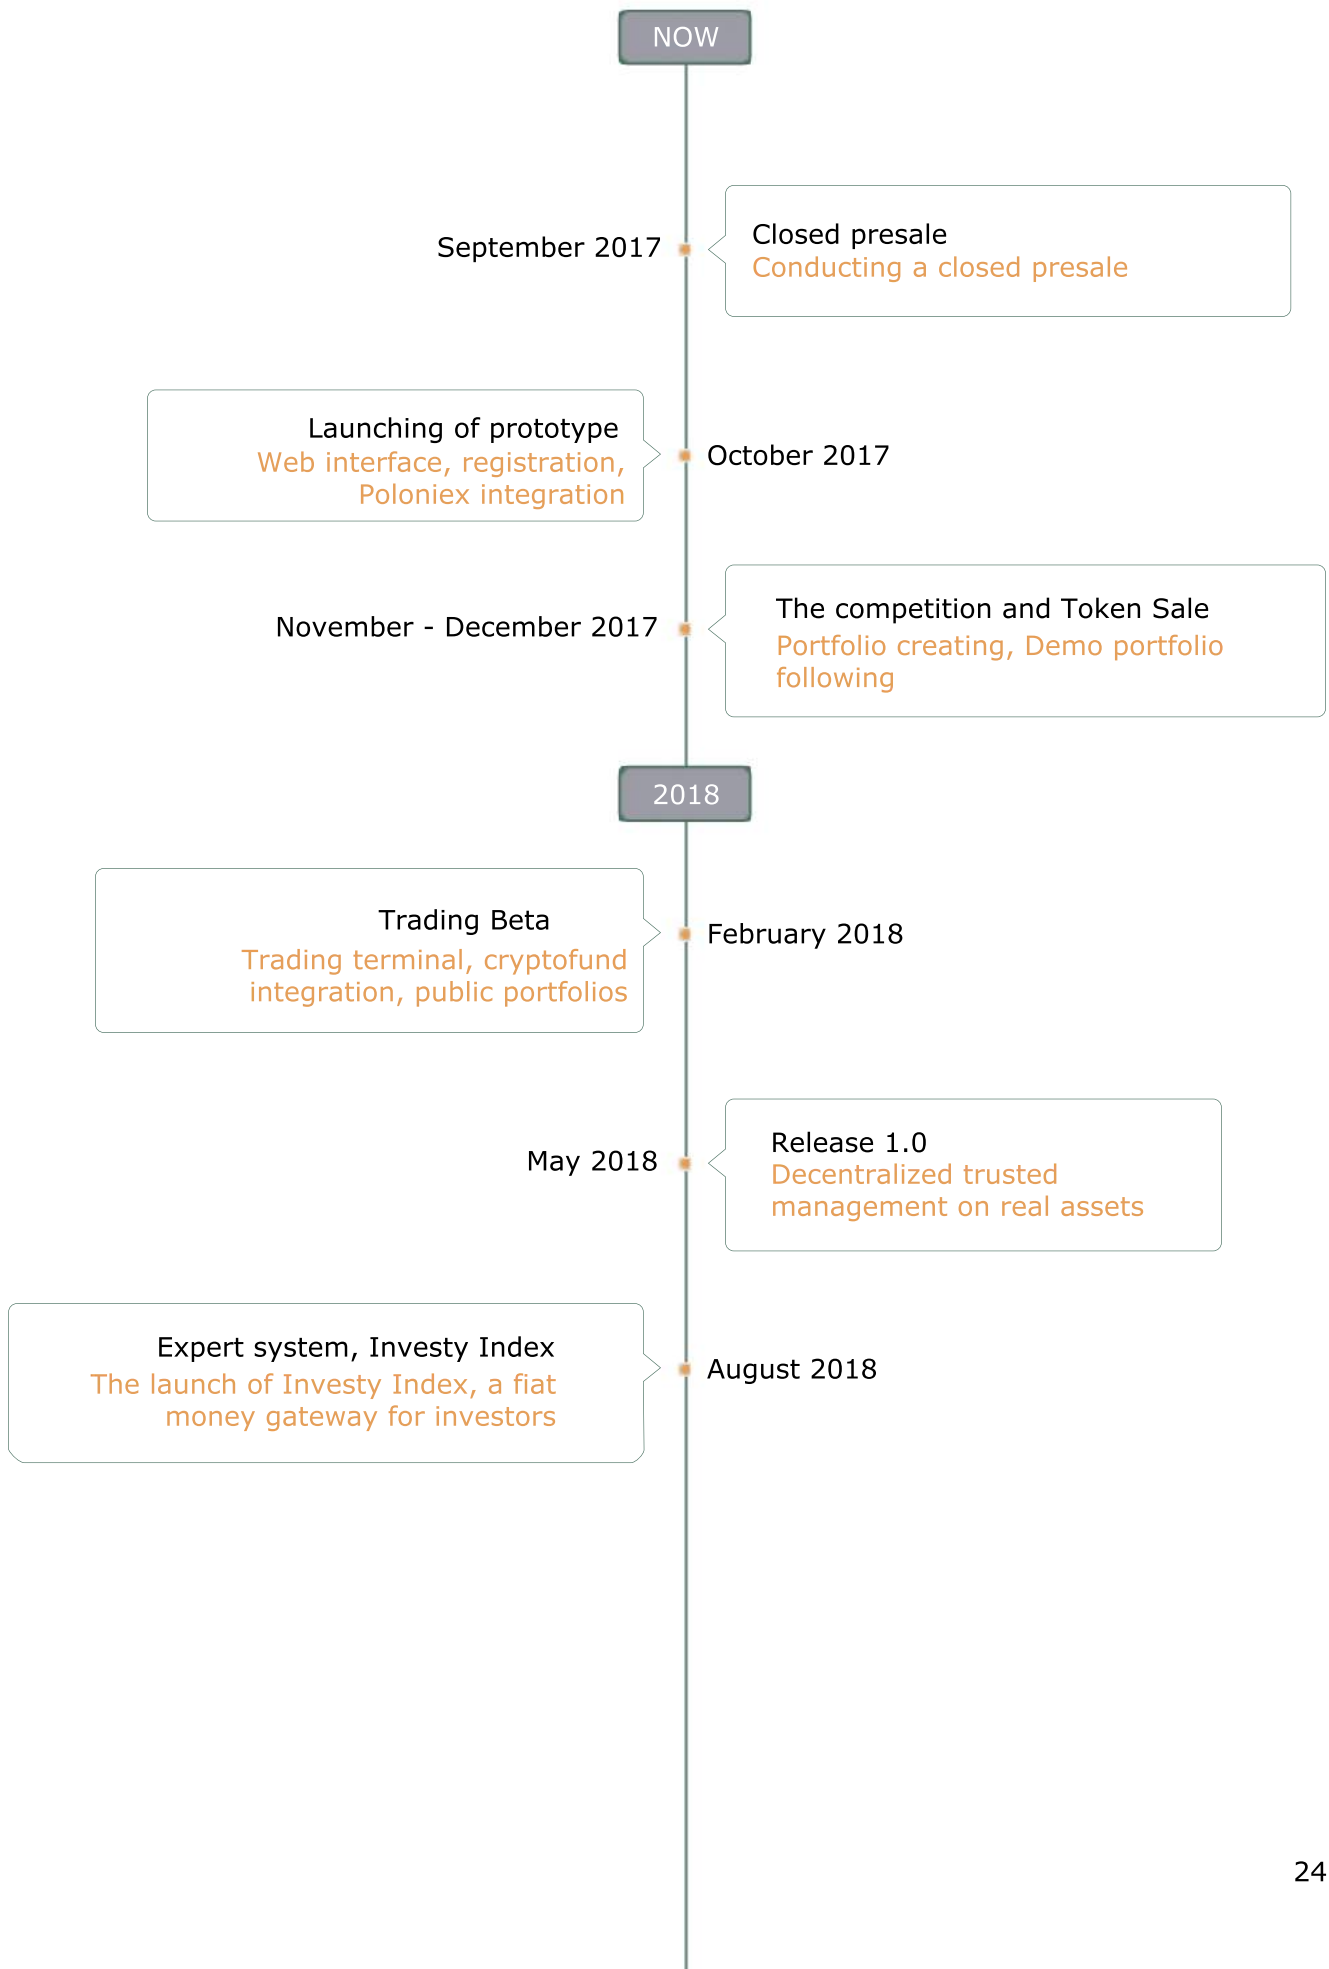 NOW
September 2017
Closed presale
Conducting a closed presale
Launching of prototype
Web interface, registration,
Poloniex integration
October 2017
November - December 2017
The competition and Token Sale
Portfolio creating, Demo portfolio
following
2018
Trading Beta
Trading terminal, cryptofund
integration, public portfolios
February 2018
May 2018
Release 1.0
Decentralized trusted
management on real assets
Expert system, Investy Index
The launch of Investy Index, a fiat
money gateway for investors
August 2018
24